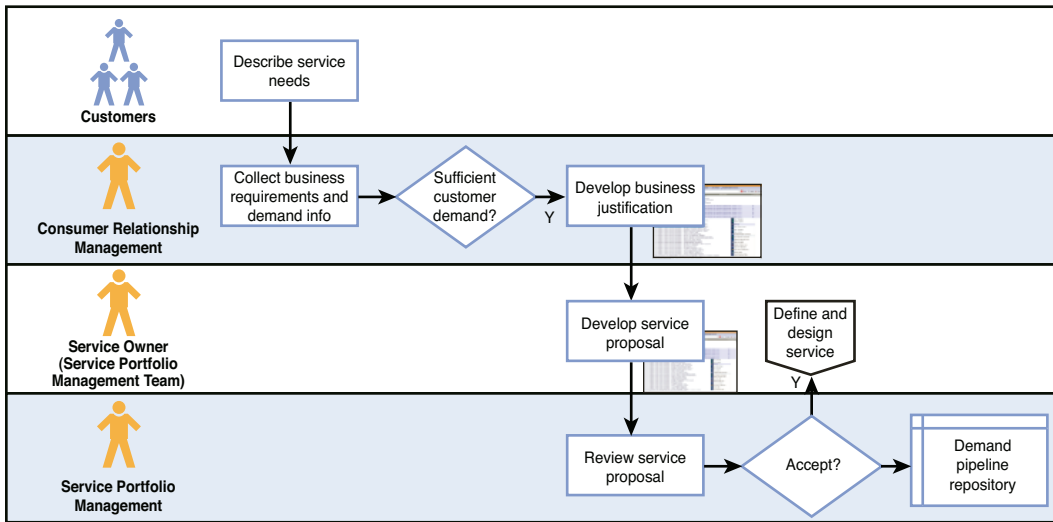 Describe service
needs
Customers
Collect business
requirements and
demand info
Sufficient
customer
demand?
Y
Develop business
justification
Consumer Relationship
Management
Develop service
proposal
Define and
design
service
Y
Service Owner
(Service Portfolio
Management Team)
Review service
proposal
Accept?
Demand
pipeline
repository
Service Portfolio
Management